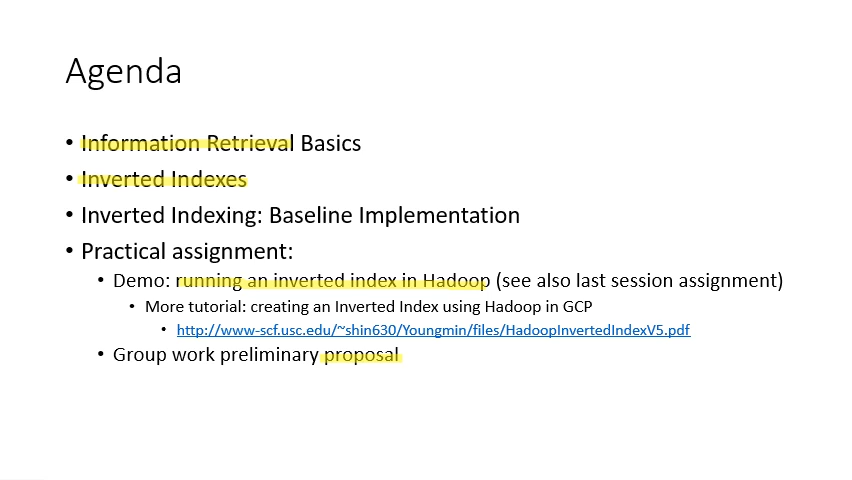 Agenda
• Information Retrieval Basics
• Inverted Indexes
• Inverted Indexing: Baseline Implementation
• Practical assignment:
• Demo: running an inverted index in Hadoop (see also last session assignment)
• More tutorial: creating an Inverted Index using Hadoop in GCP
• http://www-scf.usc.edu/~shin630/Youngmin/files/HadoopInvertedIndexV5.pdf
• Group work preliminary proposal